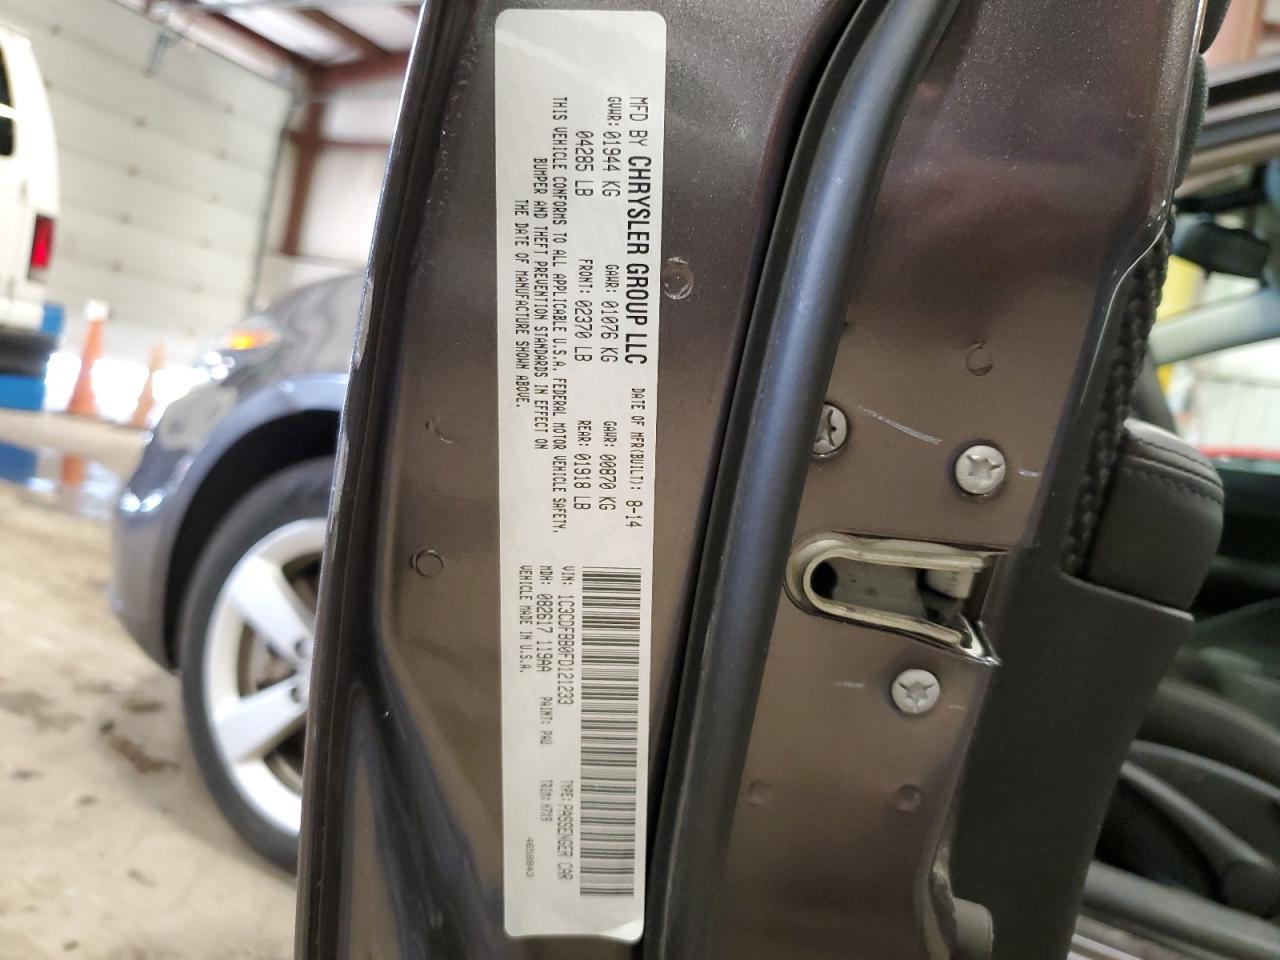 MFD BY CHRYSLER GROUP LLC DATE OF MFR(BUILT): 8-14
GVWR: 01944 KG GAWR: 01076 KG GAWR: 00870 KG
04285 LB FRONT: 02370 LB REAR: 01918 LB
THIS VEHICLE CONFORMS TO ALL APPLICABLE U.S.A. FEDERAL MOTOR VEHICLE SAFETY,
BUMPER AND THEFT PREVENTION STANDARDS IN EFFECT ON
THE DATE OF MANUFACTURE SHOWN ABOVE.
VIN: 1C3CDFBB0FD121233 TYPE: PASSENGER CAR
MDH: 082617 119AA PAINT: PAU TRIM: H7X9
VEHICLE MADE IN U.S.A. 4658843